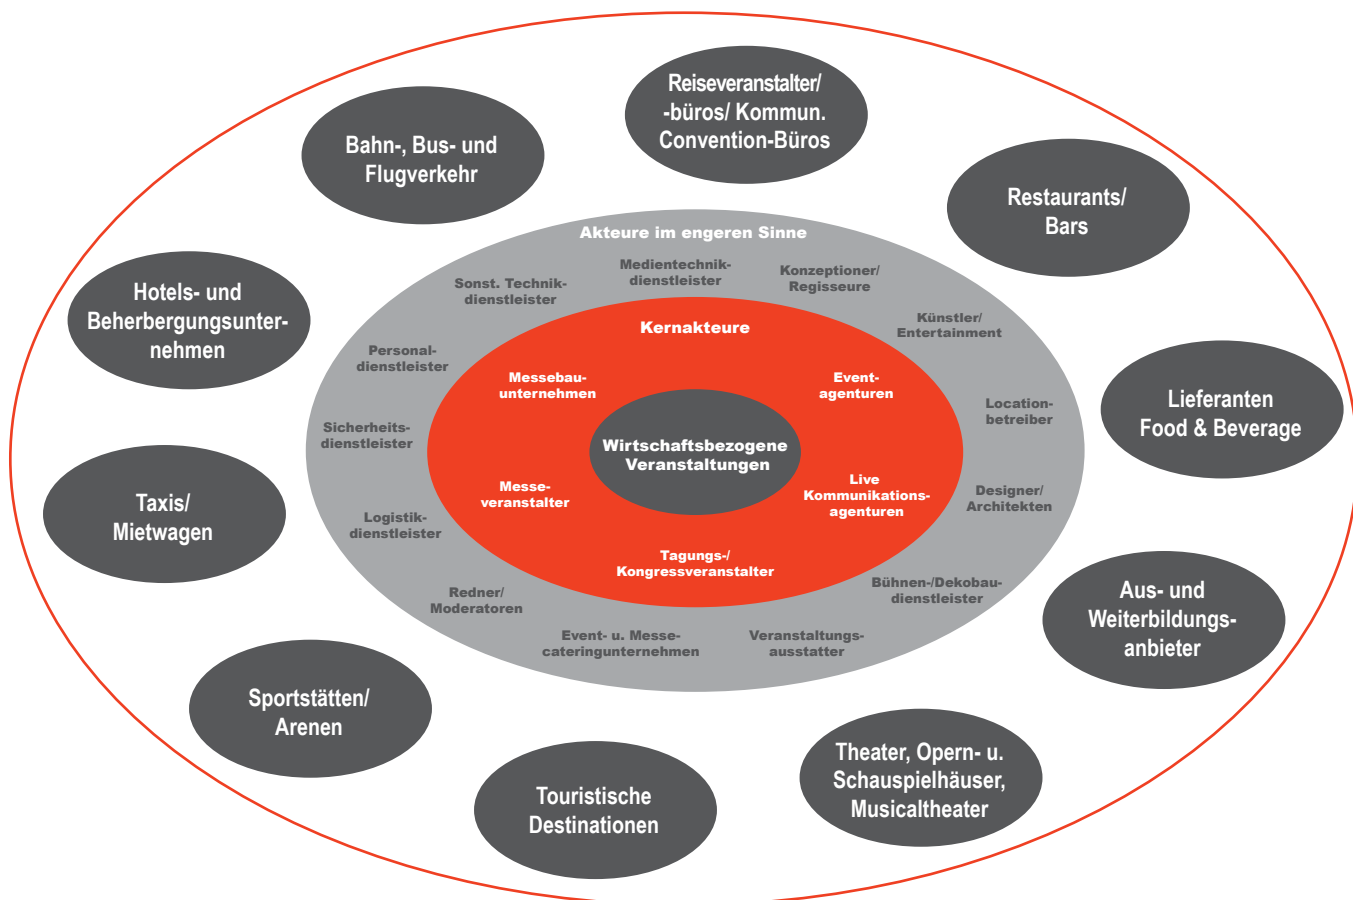 Reiseveranstalter/
-büros/ Kommun.
Convention-Büros
Bahn-, Bus- und
Flugverkehr
Restaurants/
Bars
Hotels- und
Beherbergungsunter-
nehmen
Lieferanten
Food & Beverage
Taxis/
Mietwagen
Aus- und
Weiterbildungs-
anbieter
Sportstätten/
Arenen
Theater, Opern- u.
Schauspielhäuser,
Musicaltheater
Touristische
Destinationen
Akteure im engeren Sinne
Medientechnik-
dienstleister
Sonst. Technik-
dienstleister
Konzeptioner/
Regisseure
Künstler/
Entertainment
Personal-
dienstleister
Location-
betreiber
Sicherheits-
dienstleister
Designer/
Architekten
Logistik-
dienstleister
Bühnen-/Dekobau-
dienstleister
Redner/
Moderatoren
Event- u. Messe-
cateringunternehmen
Veranstaltungs-
ausstatter
Kernakteure
Messebau-
unternehmen
Event-
agenturen
Messe-
veranstalter
Live
Kommunikations-
agenturen
Tagungs-/
Kongressveranstalter
Wirtschaftsbezogene
Veranstaltungen